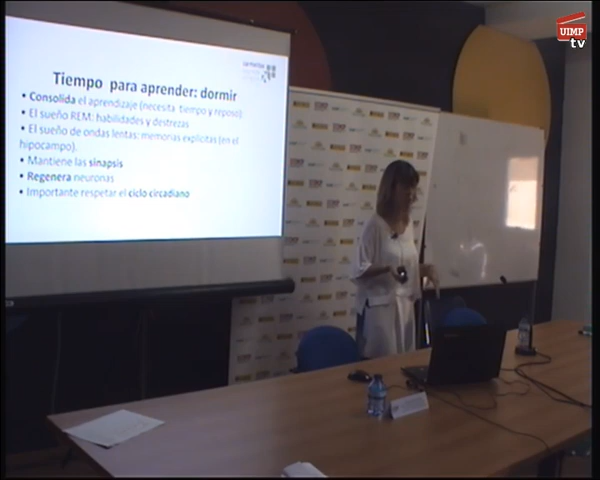 UIMP
tv
Tiempo para aprender: dormir
• Consolida el aprendizaje (necesita tiempo y reposo)
• El sueño REM: habilidades y destrezas
• El sueño de ondas lentas: memorias explícitas (en el
hipocampo).
• Mantiene las sinapsis
• Regenera neuronas
• Importante respetar el ciclo circadiano